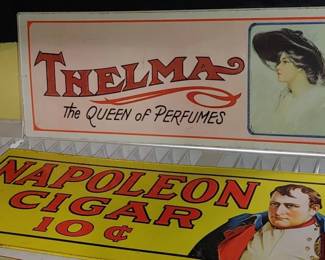 THELMA
the QUEEN of PERFUMES
NAPOLEON
CIGAR
10 ¢